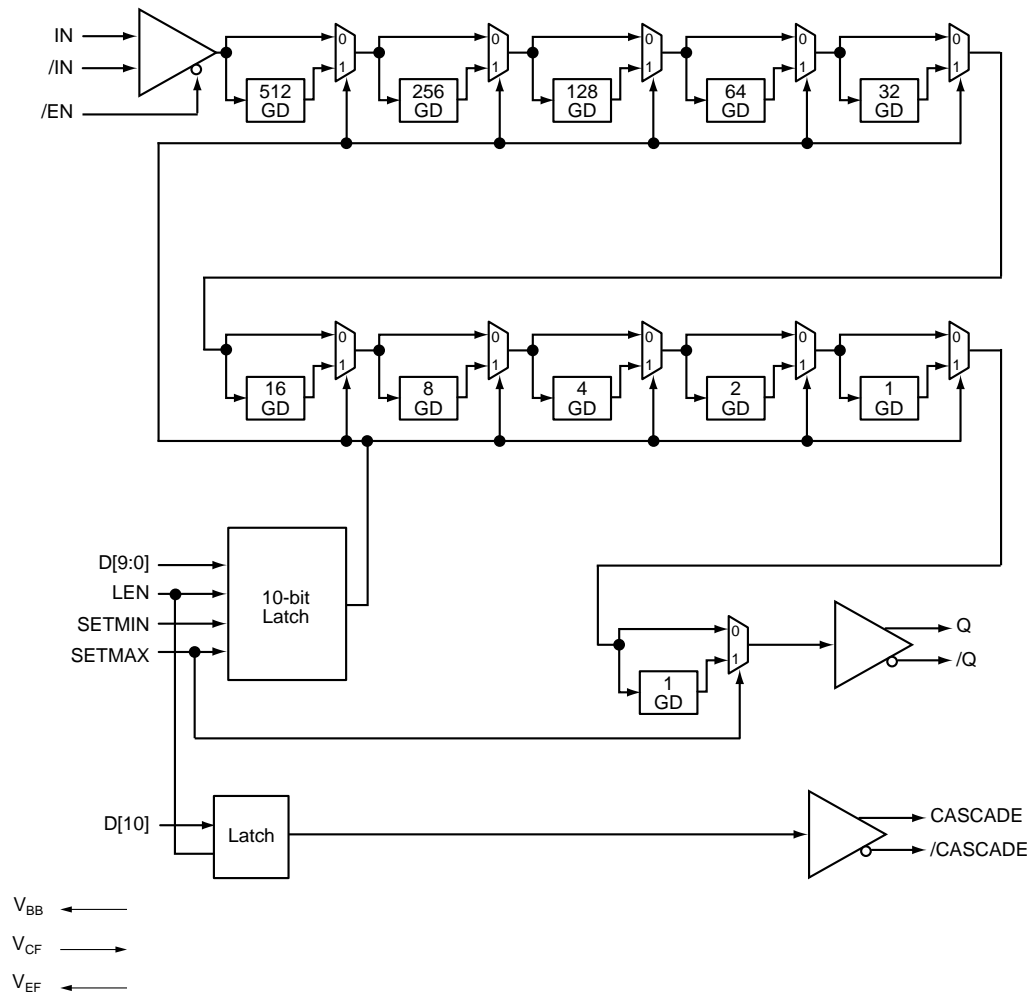 IN
/IN
/EN
0
1
512
GD
0
1
256
GD
0
1
128
GD
0
1
64
GD
0
1
32
GD
0
1
16
GD
0
1
8
GD
0
1
4
GD
0
1
2
GD
0
1
1
GD
D[9:0]
LEN
SETMIN
SETMAX
10-bit
Latch
0
1
1
GD
Q
/Q
D[10]
Latch
CASCADE
/CASCADE
VBB
VCF
VEF